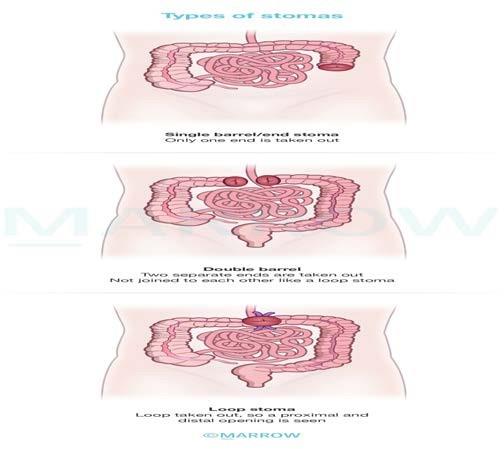 Types of stomas
Single barrel/end stoma
Only one end is taken out
MARROW
Double barrel
Two separate ends are taken out
Not joined to each other like a loop stoma
Loop stoma
Loop taken out, so a proximal and
distal opening is seen
©MARROW